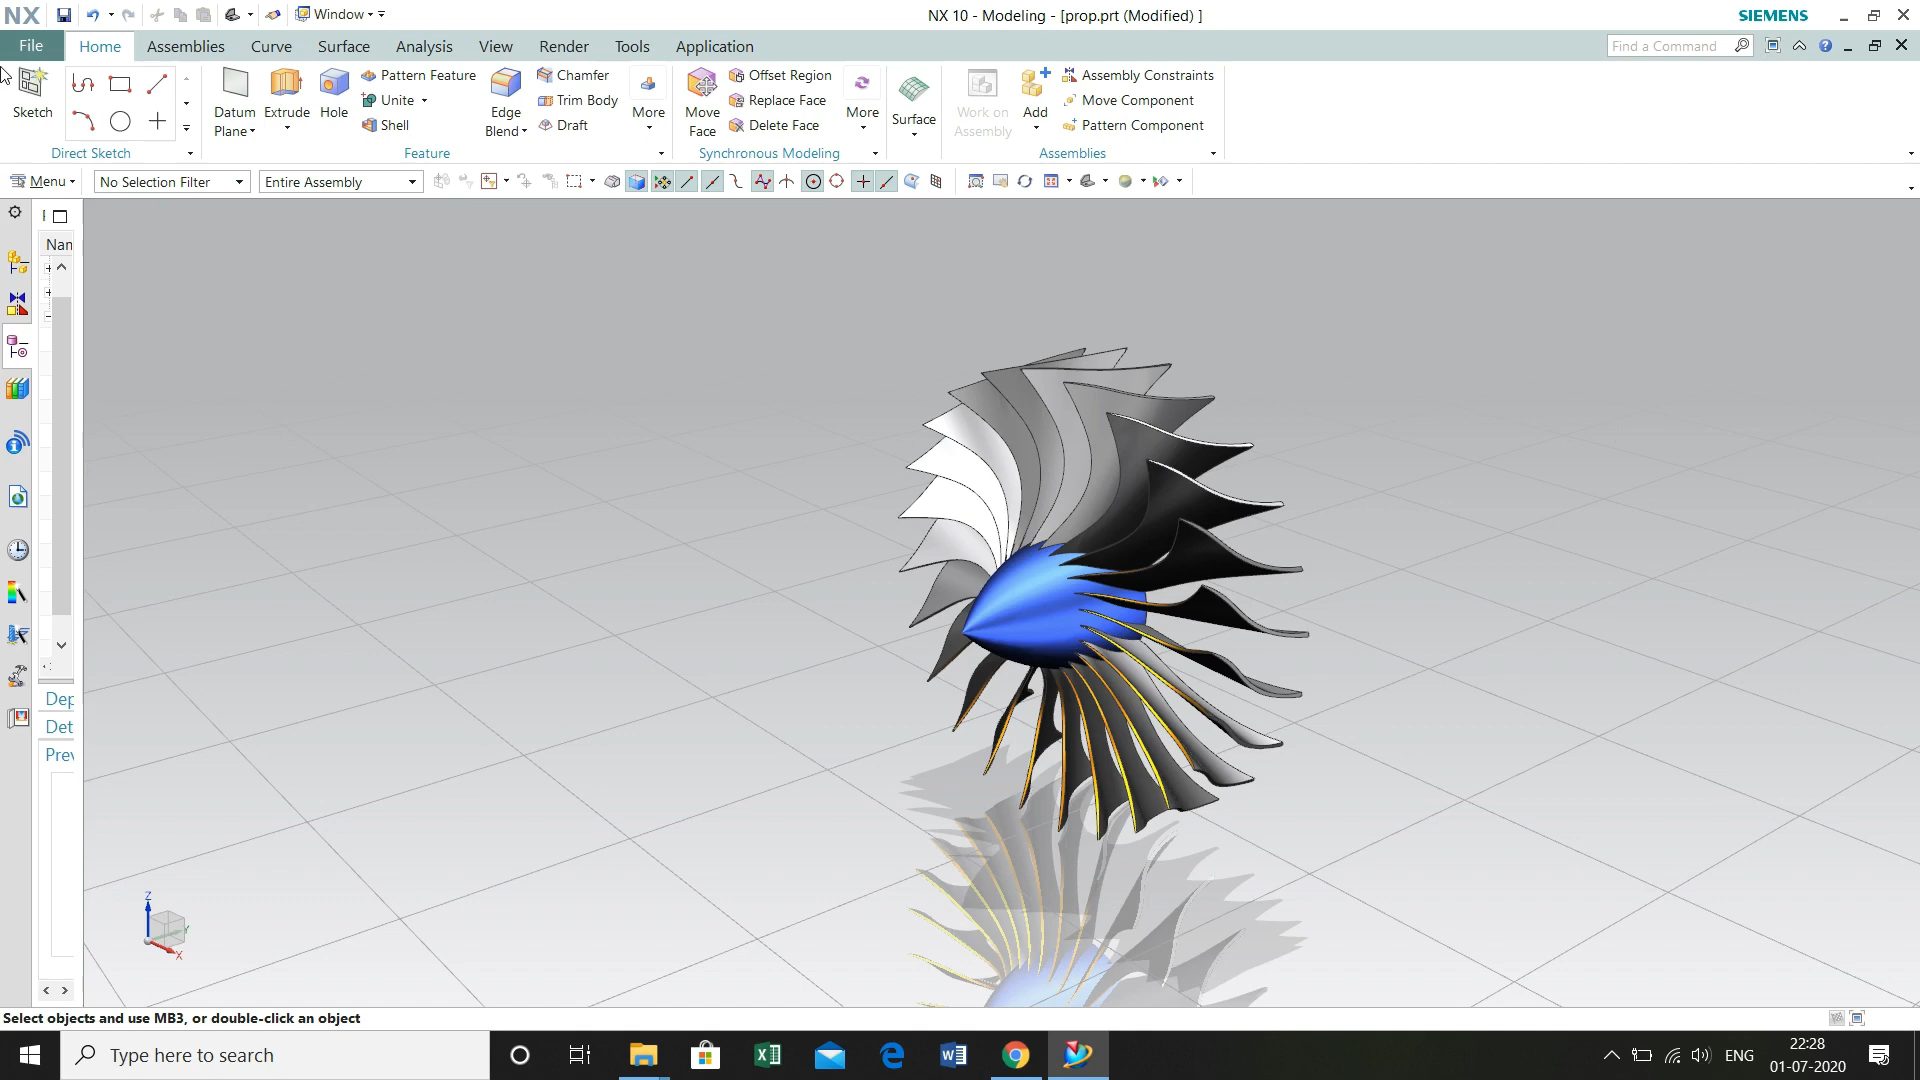 NX
Window
NX 10 - Modeling - [prop.prt (Modified) ]
SIEMENS
File
Home
Assemblies
Curve
Surface
Analysis
View
Render
Tools
Application
Find a Command
Sketch
Direct Sketch
Datum Plane
Extrude
Hole
Pattern Feature
Unite
Shell
Edge Blend
Chamfer
Trim Body
Draft
More
Feature
Move Face
Offset Region
Replace Face
Delete Face
More
Synchronous Modeling
Surface
Work on Assembly
Add
Assembly Constraints
Move Component
Pattern Component
Assemblies
Menu
No Selection Filter
Entire Assembly
Nan
Dep
Det
Prev
Z
Y
X
Select objects and use MB3, or double-click an object
Type here to search
ENG
22:28
01-07-2020